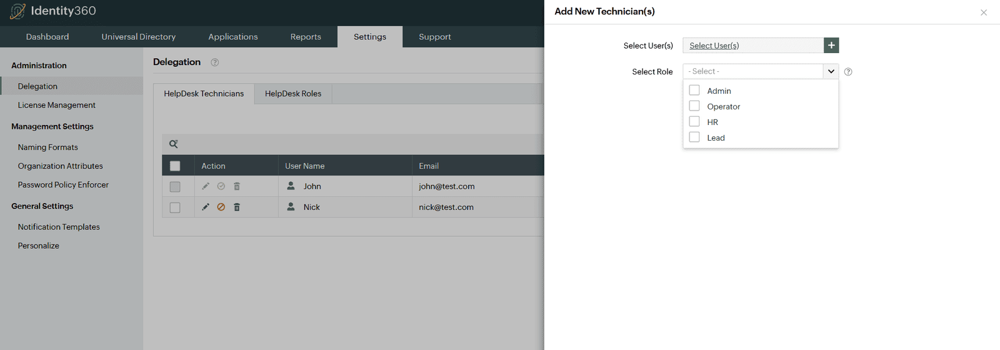 Identity360
Dashboard
Universal Directory
Applications
Reports
Settings
Support
Administration
Delegation
License Management
Management Settings
Naming Formats
Organization Attributes
Password Policy Enforcer
General Settings
Notification Templates
Personalize
Delegation ?
HelpDesk Technicians
HelpDesk Roles
Action User Name Email
John john@test.com
Nick nick@test.com
Add New Technician(s)
Select User(s) Select User(s) +
Select Role - Select - ?
Admin
Operator
HR
Lead